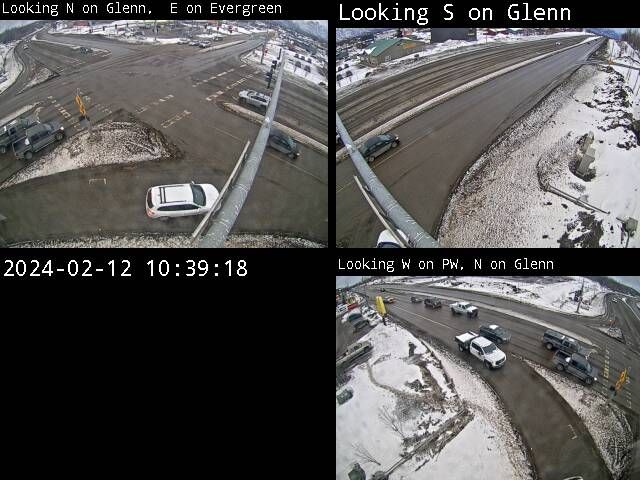 Looking N on Glenn,  E on Evergreen
Looking S on Glenn
2024-02-12 10:39:18
Looking W on PW, N on Glenn